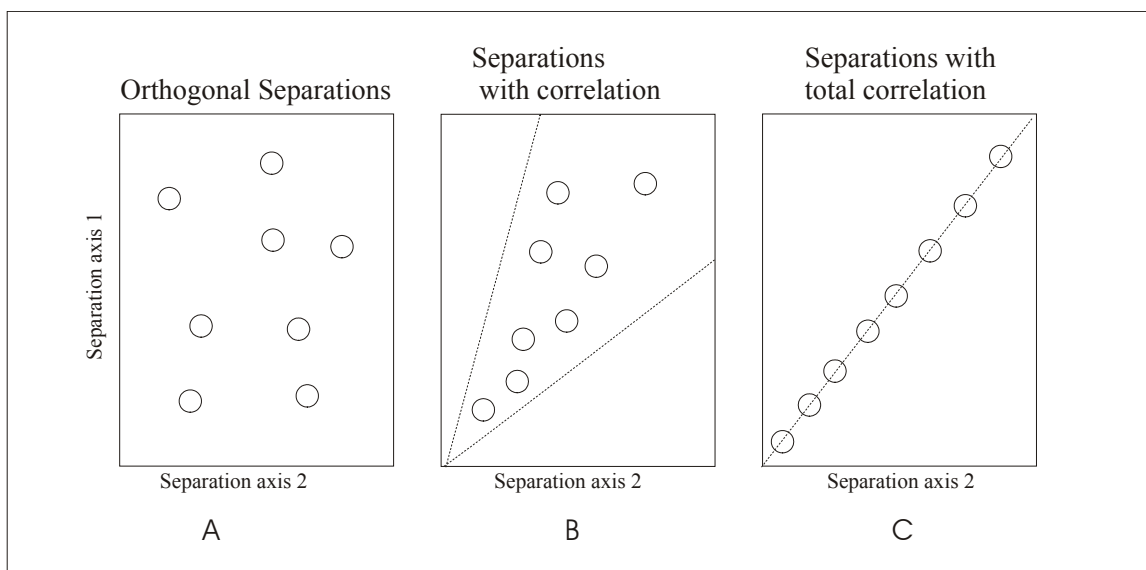 Orthogonal Separations
Separations
with correlation
Separations with
total correlation
Separation axis 1
Separation axis 2
Separation axis 2
Separation axis 2
A
B
C